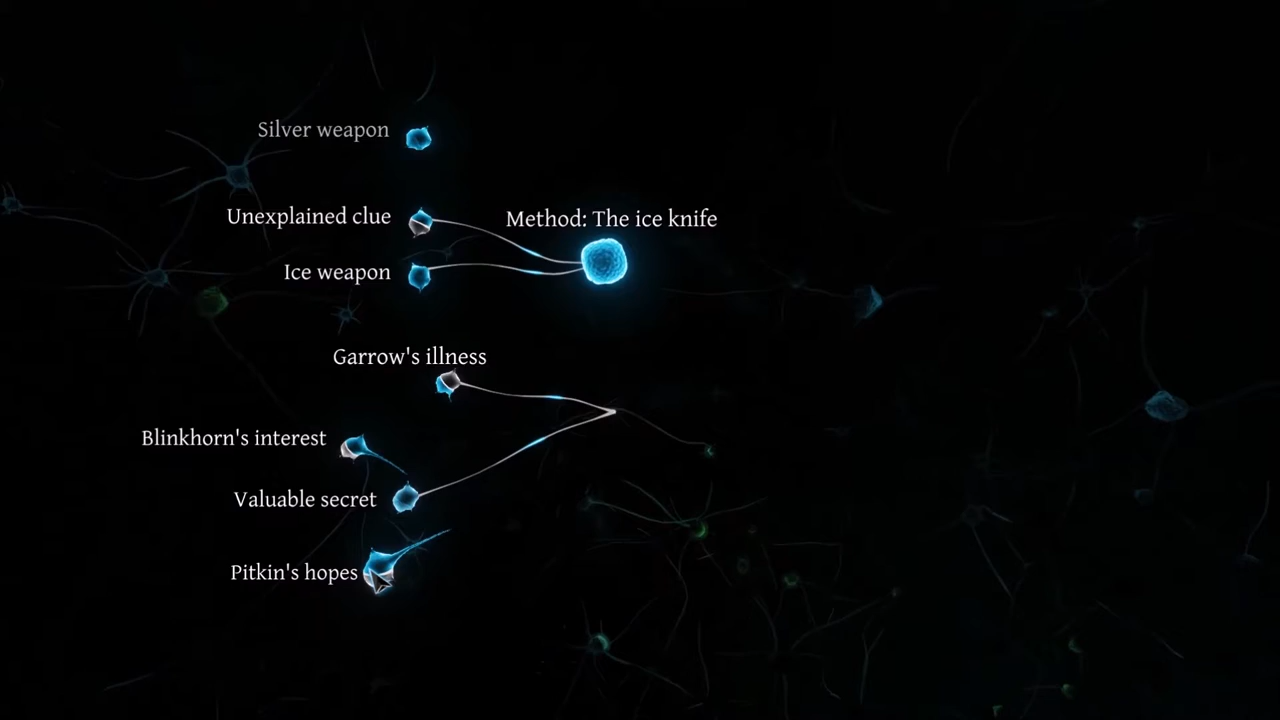 Silver weapon
Unexplained clue
Method: The ice knife
Ice weapon
Garrow's illness
Blinkhorn's interest
Valuable secret
Pitkin's hopes